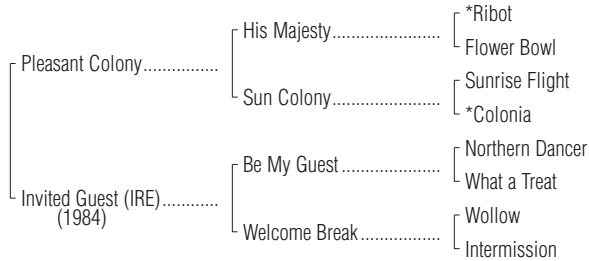 *Ribot
His Majesty....................
Flower Bowl
Pleasant Colony..............
Sunrise Flight
Sun Colony....................
*Colonia
Northern Dancer
Be My Guest ..................
What a Treat
Invited Guest (IRE)...........
(1984)
Wollow
Welcome Break...............
Intermission